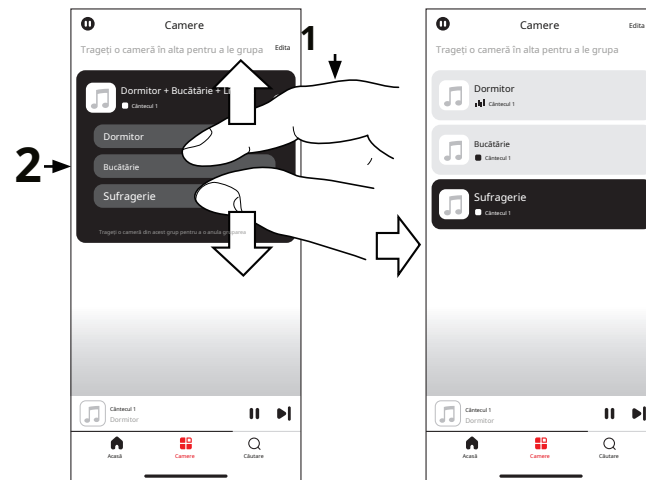 Camere
Trageți o cameră în alta pentru a le grupa
Edita
1
Dormitor + Bucătărie +
Cântecul 1
Dormitor
2
Bucătărie
Sufragerie
Trageți o cameră din acest grup pentru a o anula
Cântecul 1
Dormitor
Acasă
Camere
Căutare
Camere
Edita
Trageți o cameră în alta pentru a le grupa
Dormitor
Cântecul 1
Bucătărie
Cântecul 1
Sufragerie
Cântecul 1
Cântecul 1
Dormitor
Acasă
Camere
Căutare